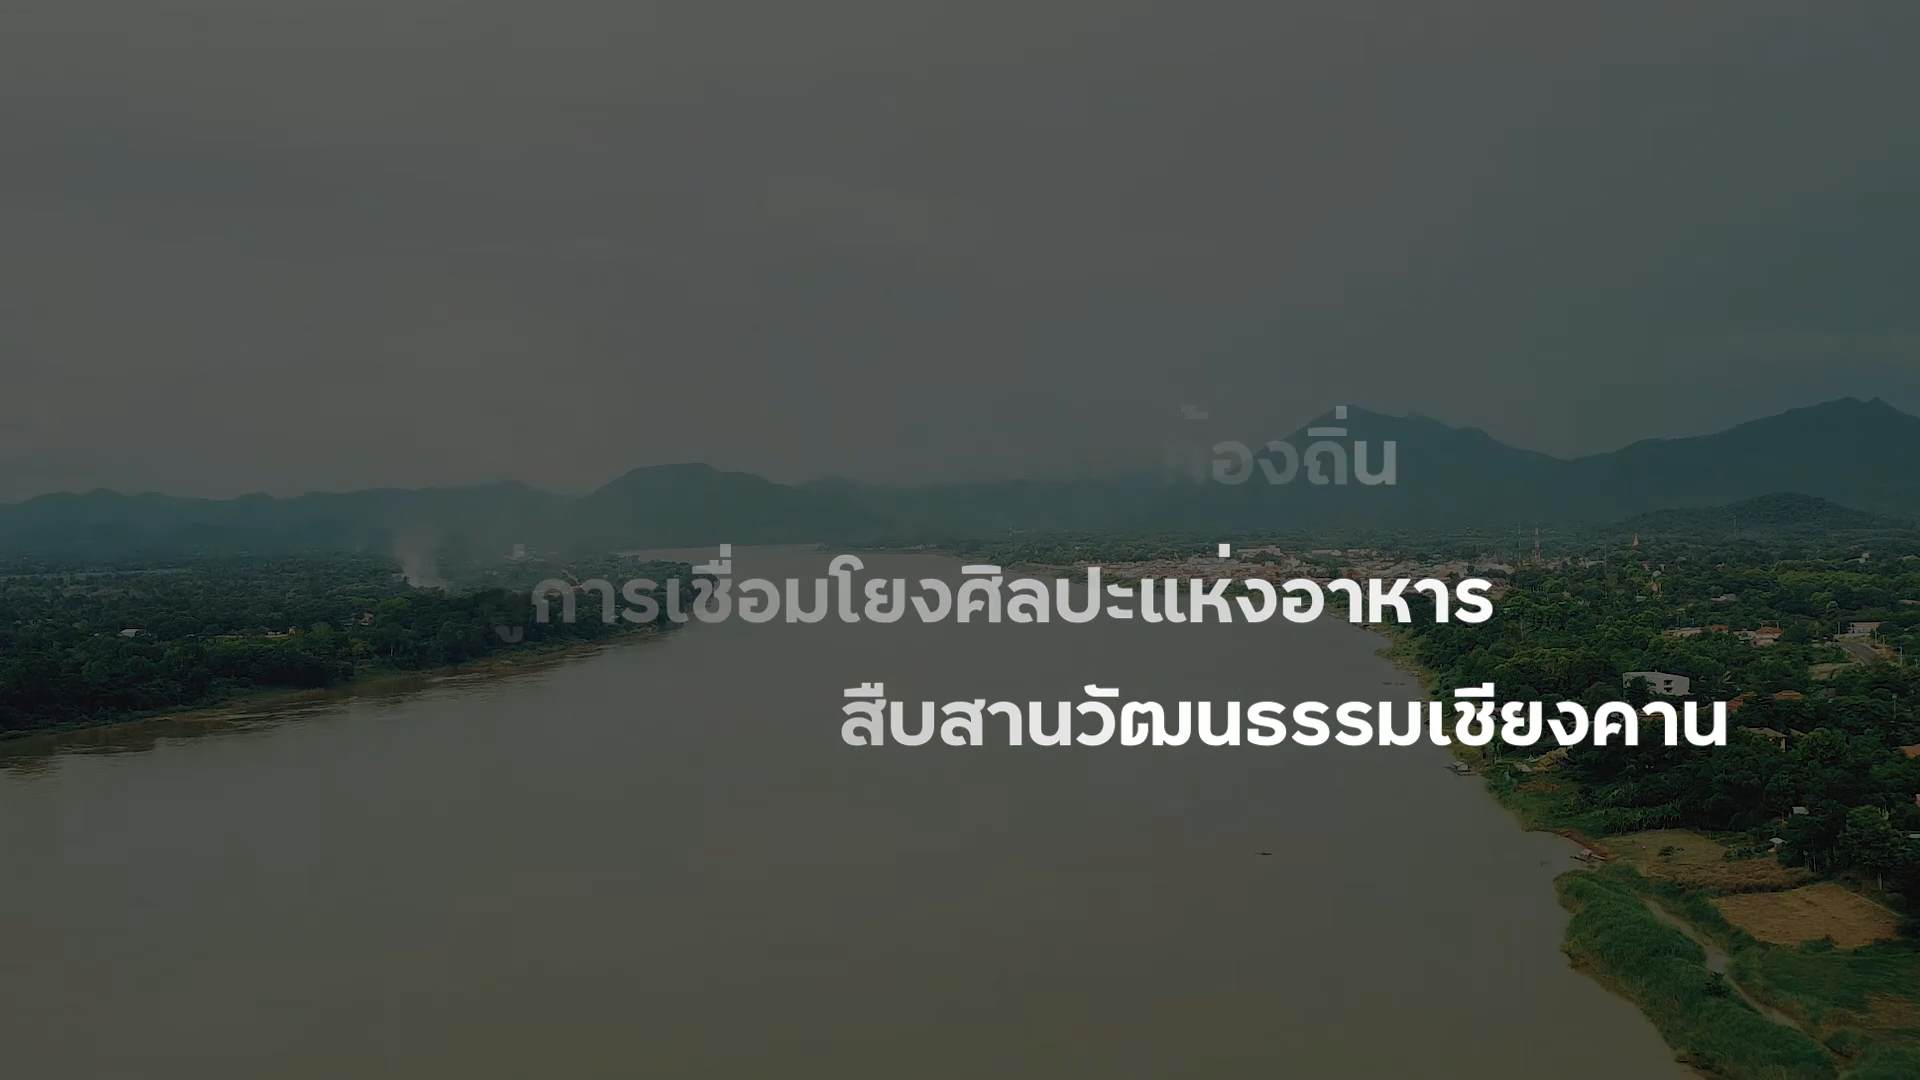 ท้องถิ่น
สู่การเชื่อมโยงศิลปะแห่งอาหาร
สืบสานวัฒนธรรมเชียงคาน